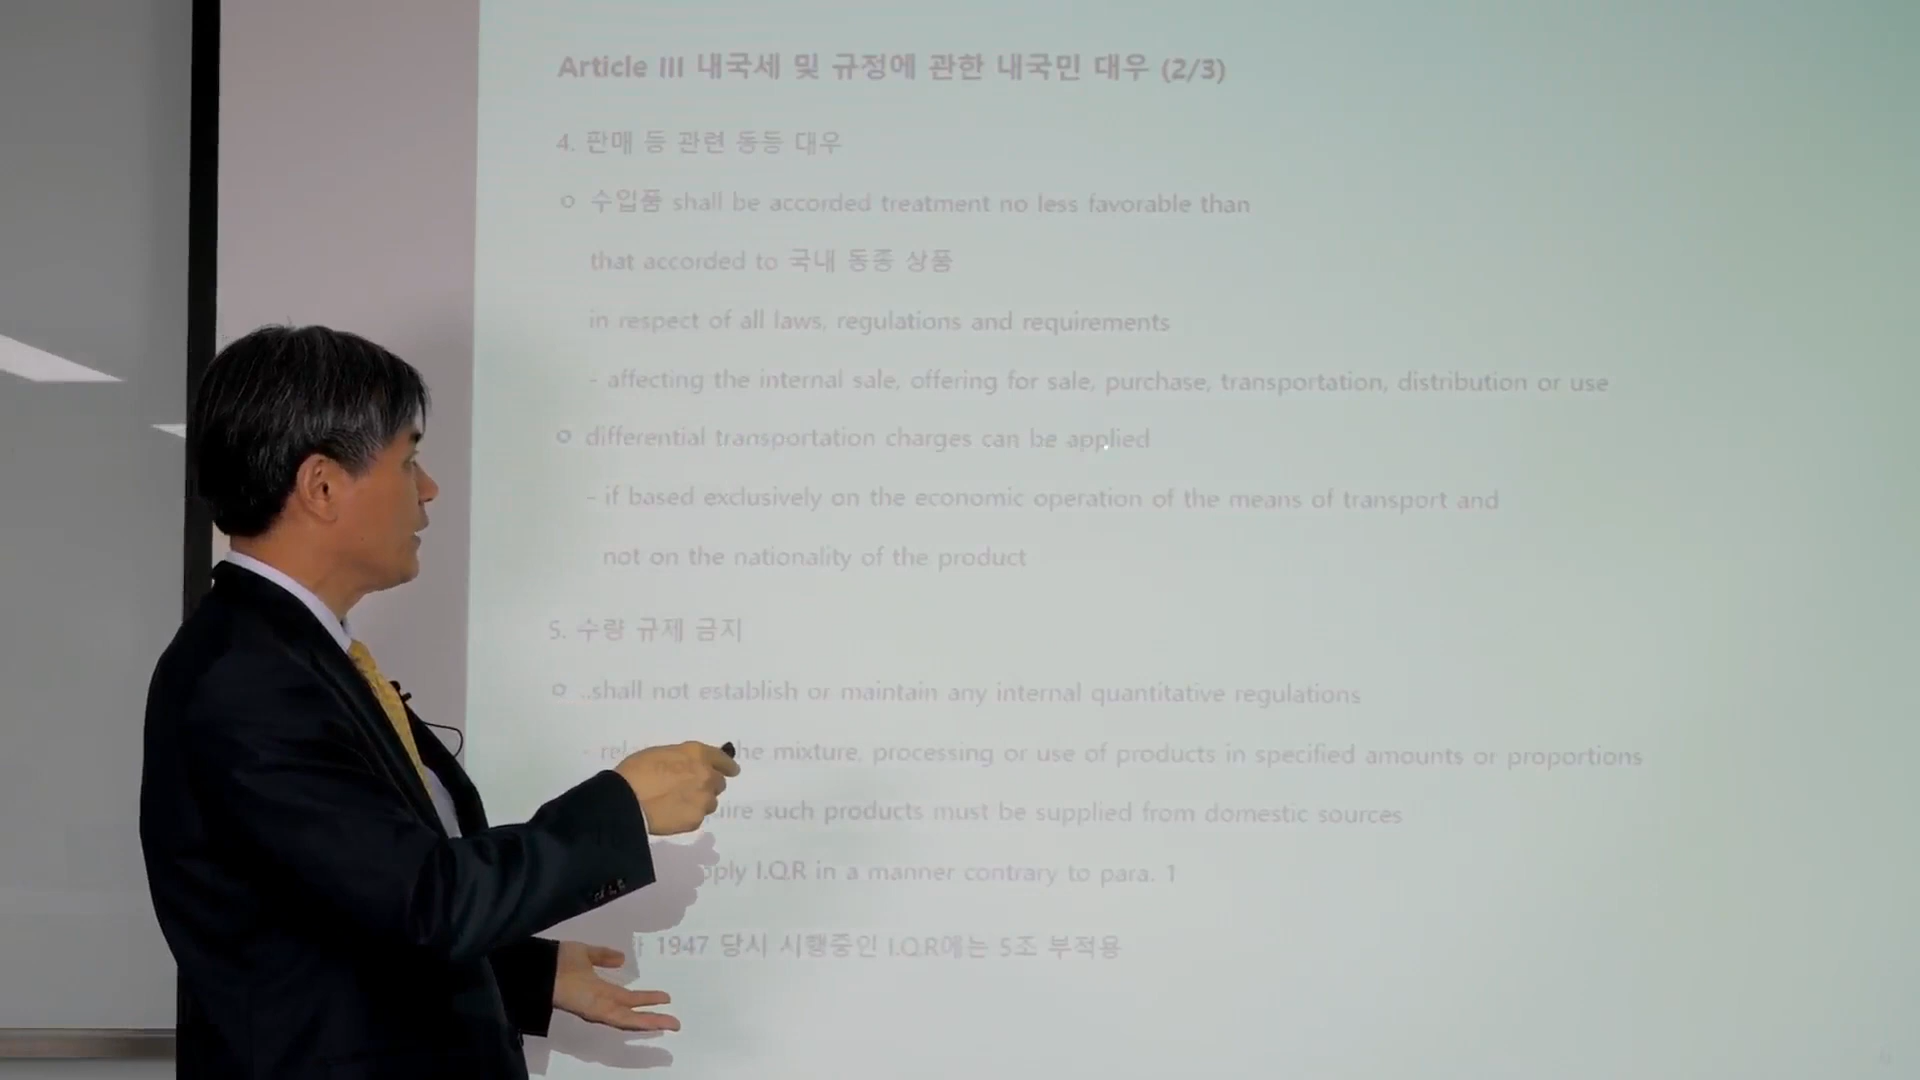 Article III 내국세 및 규정에 관한 내국민 대우 (2/3)
4. 판매 등 관련 동등 대우
o 수입품 shall be accorded treatment no less favorable than
that accorded to 국내 동종 상품
in respect of all laws, regulations and requirements
- affecting the internal sale, offering for sale, purchase, transportation, distribution or use
o differential transportation charges can be applied
- if based exclusively on the economic operation of the means of transport and
not on the nationality of the product
5. 수량 규제 금지
o ..shall not establish or maintain any internal quantitative regulations
- mixture, processing or use of products in specified amounts or proportions
such products must be supplied from domestic sources
I.Q.R in a manner contrary to para. 1
1947 당시 시행중인 I.Q.R에는 5조 부적용